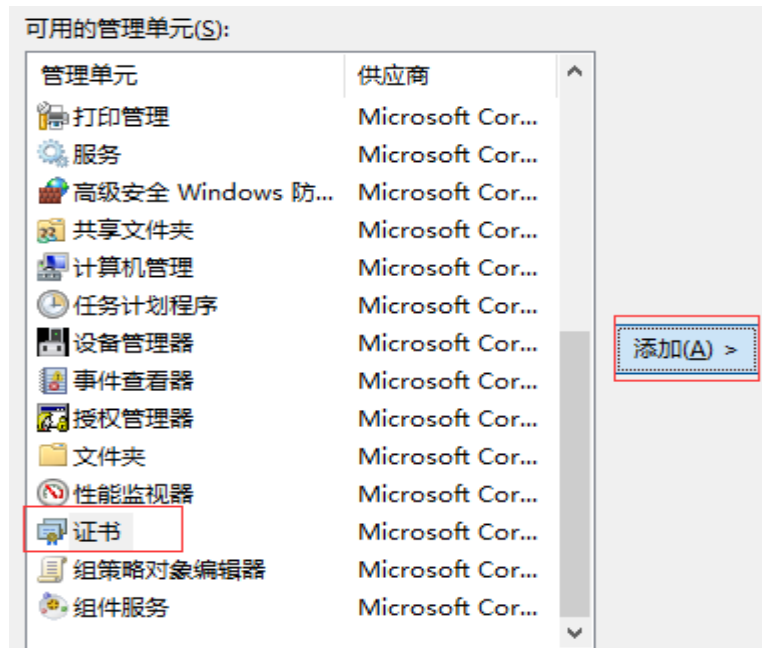 可用的管理单元(S):
管理单元 供应商
打印管理 Microsoft Cor...
服务 Microsoft Cor...
高级安全 Windows 防... Microsoft Cor...
共享文件夹 Microsoft Cor...
计算机管理 Microsoft Cor...
任务计划程序 Microsoft Cor...
设备管理器 Microsoft Cor...
事件查看器 Microsoft Cor...
授权管理器 Microsoft Cor...
文件夹 Microsoft Cor...
性能监视器 Microsoft Cor...
证书 Microsoft Cor...
组策略对象编辑器 Microsoft Cor...
组件服务 Microsoft Cor...
添加(A) >